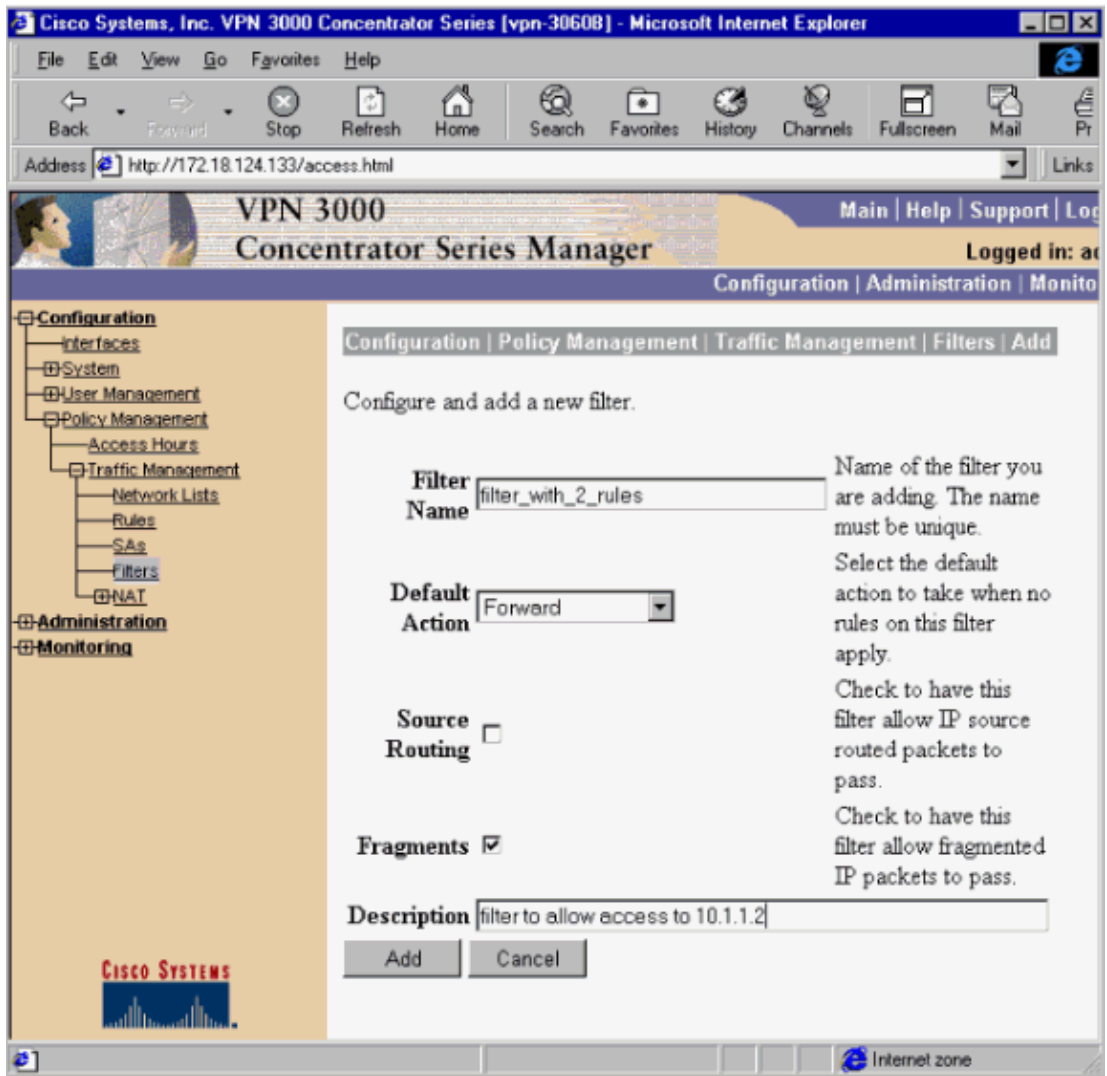 Cisco Systems, Inc. VPN 3000 Concentrator Series [vpn-3060B] - Microsoft Internet Explorer
File Edit View Go Favorites Help
Back Forward Stop Refresh Home Search Favorites History Channels Fullscreen Mail Pr
Address http://172.18.124.133/access.html Links
VPN 3000
Concentrator Series Manager
Main | Help | Support | Log
Logged in: ad
Configuration | Administration | Monito
Configuration
Interfaces
System
User Management
Policy Management
Access Hours
Traffic Management
Network Lists
Rules
SAs
Filters
NAT
Administration
Monitoring
CISCO SYSTEMS
Configuration | Policy Management | Traffic Management | Filters | Add
Configure and add a new filter.
Filter
Name
filter_with_2_rules
Name of the filter you
are adding. The name
must be unique.
Default
Action
Forward
Select the default
action to take when no
rules on this filter
apply.
Source
Routing
Check to have this
filter allow IP source
routed packets to
pass.
Fragments
Check to have this
filter allow fragmented
IP packets to pass.
Description filter to allow access to 10.1.1.2
Add Cancel
Internet zone